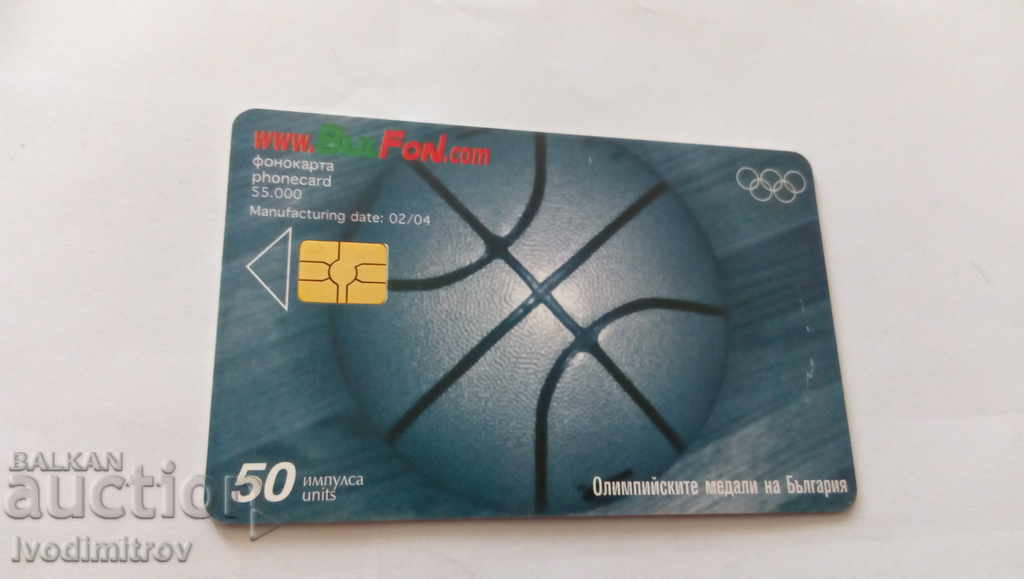 www.BulFon.com
фонокарта
phonecard
55.000
Manufacturing date: 02/04
50 импулса
units
Олимпийските медали на България
BALKAN
auction
Ivodimitrov